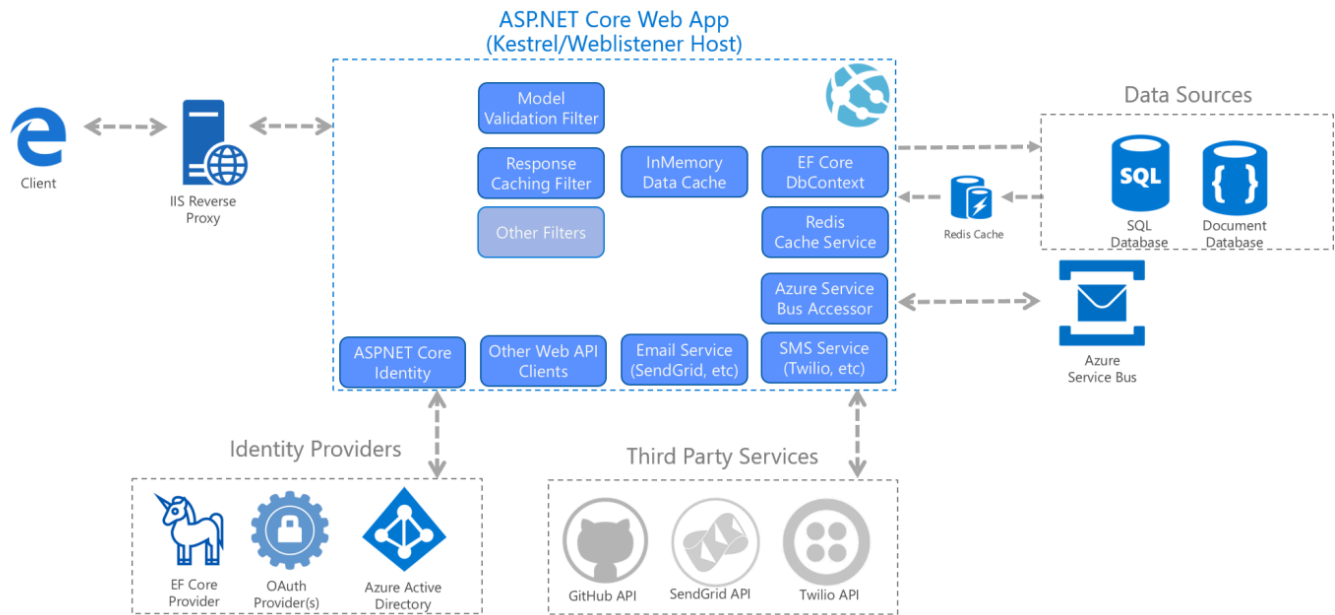 ASP.NET Core Web App
(Kestrel/Weblistener Host)
Client
IIS Reverse
Proxy
Model
Validation Filter
Response
Caching Filter
Other Filters
InMemory
Data Cache
EF Core
DbContext
Redis
Cache Service
Azure Service
Bus Accessor
ASP.NET Core
Identity
Other Web API
Clients
Email Service
(SendGrid, etc)
SMS Service
(Twilio, etc)
Data Sources
SQL
SQL
Database
{ }
Document
Database
Redis Cache
Azure
Service Bus
Identity Providers
EF Core
Provider
OAuth
Provider(s)
Azure Active
Directory
Third Party Services
GitHub API
SendGrid API
Twilio API